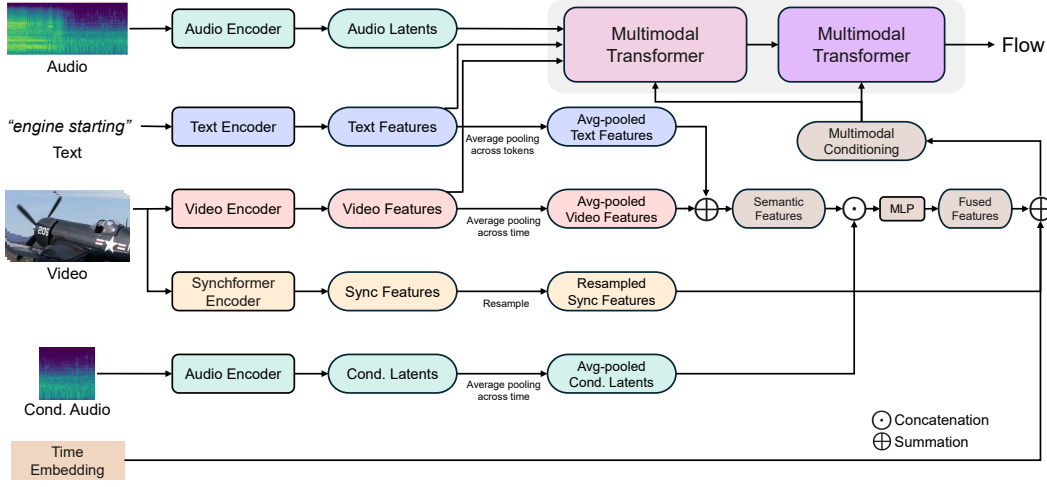 Audio
Audio Encoder
Audio Latents
Multimodal
Transformer
Multimodal
Transformer
Flow
"engine starting"
Text
Text Encoder
Text Features
Average pooling
across tokens
Avg-pooled
Text Features
Multimodal
Conditioning
Video
Video Encoder
Video Features
Average pooling
across time
Avg-pooled
Video Features
Semantic
Features
MLP
Fused
Features
Synchformer
Encoder
Sync Features
Resample
Resampled
Sync Features
Cond. Audio
Audio Encoder
Cond. Latents
Average pooling
across time
Avg-pooled
Cond. Latents
Concatenation
Summation
Time
Embedding